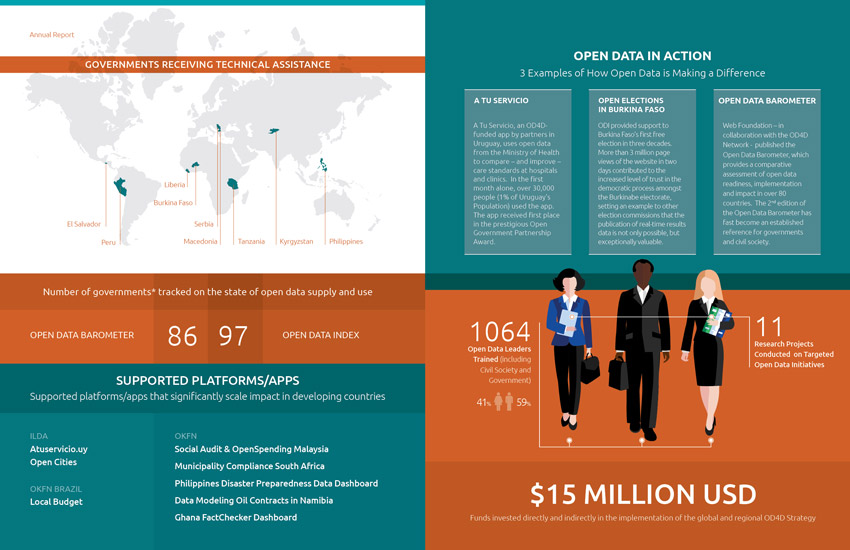 Annual Report
GOVERNMENTS RECEIVING TECHNICAL ASSISTANCE
Liberia
Burkina Faso
El Salvador
Serbia
Peru
Macedonia
Tanzania
Kyrgyzstan
Philippines
Number of governments* tracked on the state of open data supply and use
OPEN DATA BAROMETER
86
97
OPEN DATA INDEX
SUPPORTED PLATFORMS/APPS
Supported platforms/apps that significantly scale impact in developing countries
ILDA
Atuservicio.uy
Open Cities
OKFN BRAZIL
Local Budget
OKFN
Social Audit & OpenSpending Malaysia
Municipality Compliance South Africa
Philippines Disaster Preparedness Data Dashboard
Data Modeling Oil Contracts in Namibia
Ghana FactChecker Dashboard
OPEN DATA IN ACTION
3 Examples of How Open Data is Making a Difference
A TU SERVICIO
A Tu Servicio, an OD4D-
funded app by partners in
Uruguay, uses open data
from the Ministry of Health
to compare – and improve –
care standards at hospitals
and clinics. In the first
month alone, over 30,000
people (1% of Uruguay's
Population) used the app.
The app received first place
in the prestigious Open
Government Partnership
Award.
OPEN ELECTIONS
IN BURKINA FASO
ODI provided support to
Burkina Faso's first free
election in three decades.
More than 3 million page
views of the website in two
days contributed to the
increased level of trust in the
democratic process amongst
the Burkinabe electorate,
setting an example to other
election commissions that the
publication of real-time results
data is not only possible, but
exceptionally valuable.
OPEN DATA BAROMETER
Web Foundation – in
collaboration with the OD4D
Network - published the
Open Data Barometer, which
provides a comparative
assessment of open data
readiness, implementation
and impact in over 80
countries. The 2nd edition of
the Open Data Barometer has
fast become an established
reference for governments
and civil society.
1064
Open Data Leaders
Trained (including
Civil Society and
Government)
41%
59%
11
Research Projects
Conducted on Targeted
Open Data Initiatives
$15 MILLION USD
Funds invested directly and indirectly in the implementation of the global and regional OD4D Strategy